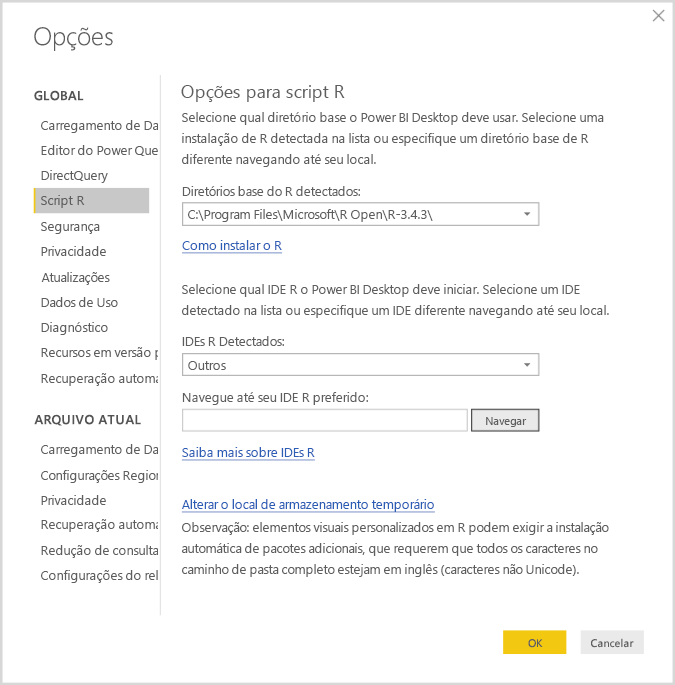 Opções
GLOBAL
Carregamento de Da
Editor do Power Que
DirectQuery
Script R
Segurança
Privacidade
Atualizações
Dados de Uso
Diagnóstico
Recursos em versão p
Recuperação automa
ARQUIVO ATUAL
Carregamento de Da
Configurações Region
Privacidade
Recuperação automa
Redução de consulta
Configurações do rel
Opções para script R
Selecione qual diretório base o Power BI Desktop deve usar. Selecione uma
instalação de R detectada na lista ou especifique um diretório base de R
diferente navegando até seu local.
Diretórios base do R detectados:
C:\Program Files\Microsoft\R Open\R-3.4.3\
Como instalar o R
Selecione qual IDE R o Power BI Desktop deve iniciar. Selecione um IDE
detectado na lista ou especifique um IDE diferente navegando até seu local.
IDEs R Detectados:
Outros
Navegue até seu IDE R preferido:
Navegar
Saiba mais sobre IDEs R
Alterar o local de armazenamento temporário
Observação: elementos visuais personalizados em R podem exigir a instalação
automática de pacotes adicionais, que requerem que todos os caracteres no
caminho de pasta completo estejam em inglês (caracteres não Unicode).
OK
Cancelar